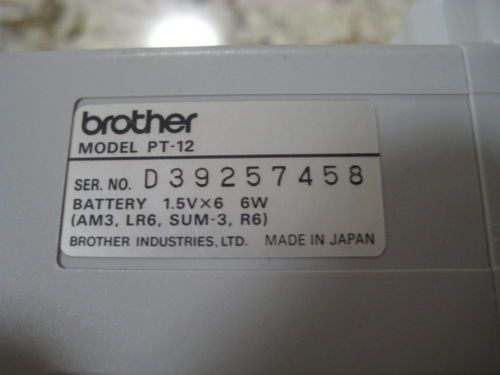 brother
MODEL PT-12
SER. NO. D39257458
BATTERY 1.5V×6 6W
(AM3, LR6, SUM-3, R6)
BROTHER INDUSTRIES, LTD. MADE IN JAPAN